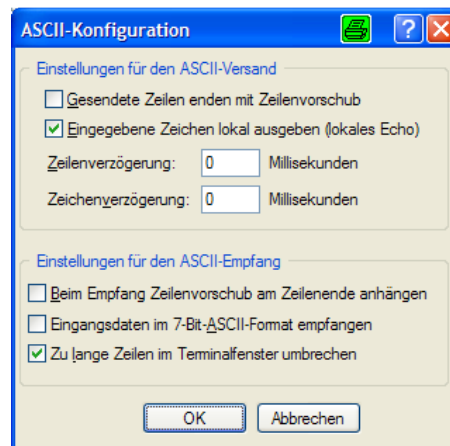 ASCII-Konfiguration
Einstellungen für den ASCII-Versand
Gesendete Zeilen enden mit Zeilenvorschub
Eingegebene Zeichen lokal ausgeben (lokales Echo)
Zeilenverzögerung: 0 Millisekunden
Zeichenverzögerung: 0 Millisekunden
Einstellungen für den ASCII-Empfang
Beim Empfang Zeilenvorschub am Zeilenende anhängen
Eingangsdaten im 7-Bit-ASCII-Format empfangen
Zu lange Zeilen im Terminalfenster umbrechen
OK Abbrechen